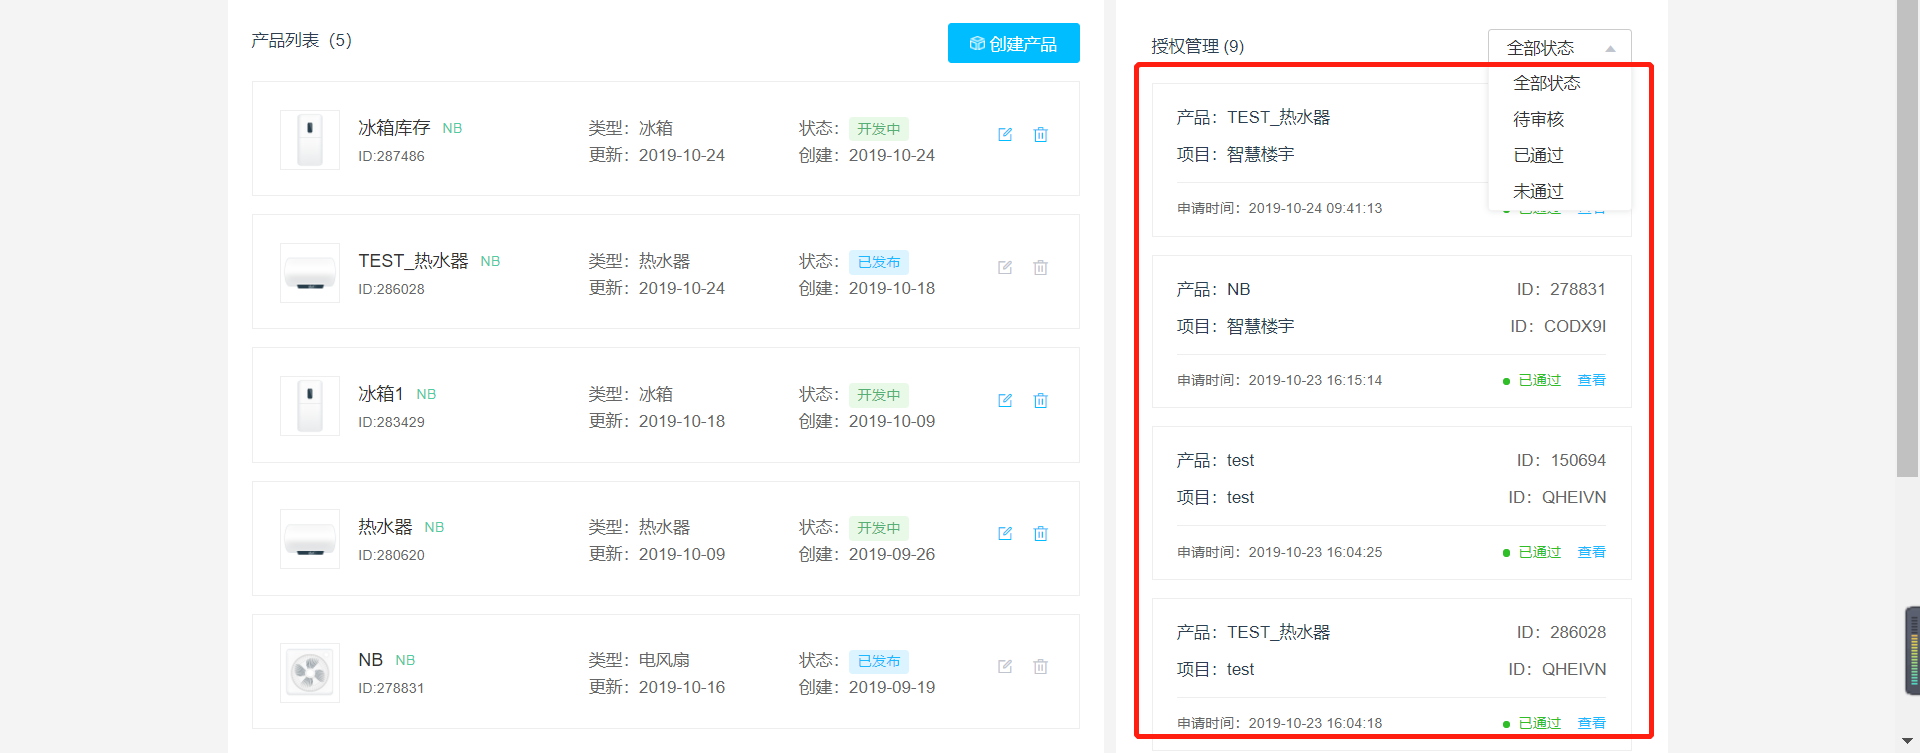 产品列表（5）
创建产品
冰箱库存 NB
ID:287486
类型：冰箱
更新：2019-10-24
状态：开发中
创建：2019-10-24
TEST_热水器 NB
ID:286028
类型：热水器
更新：2019-10-24
状态：已发布
创建：2019-10-18
冰箱1 NB
ID:283429
类型：冰箱
更新：2019-10-18
状态：开发中
创建：2019-10-09
热水器 NB
ID:280620
类型：热水器
更新：2019-10-09
状态：开发中
创建：2019-09-26
NB NB
ID:278831
类型：电风扇
更新：2019-10-16
状态：已发布
创建：2019-09-19
授权管理 (9)
全部状态
全部状态
待审核
已通过
未通过
产品：TEST_热水器
项目：智慧楼宇
申请时间：2019-10-24 09:41:13 已通过 查看
产品：NB ID：278831
项目：智慧楼宇 ID：CODX9I
申请时间：2019-10-23 16:15:14 已通过 查看
产品：test ID：150694
项目：test ID：QHEIVN
申请时间：2019-10-23 16:04:25 已通过 查看
产品：TEST_热水器 ID：286028
项目：test ID：QHEIVN
申请时间：2019-10-23 16:04:18 已通过 查看